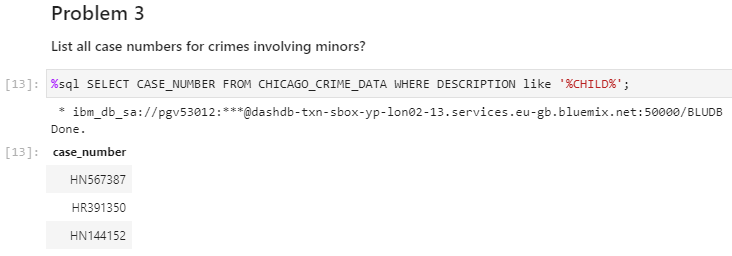 Problem 3
List all case numbers for crimes involving minors?
[13]: %sql SELECT CASE_NUMBER FROM CHICAGO_CRIME_DATA WHERE DESCRIPTION like '%CHILD%';
* ibm_db_sa://pgv53012:***@dashdb-txn-sbox-yp-lon02-13.services.eu-gb.bluemix.net:50000/BLUDB
Done.
[13]: case_number
HN567387
HR391350
HN144152